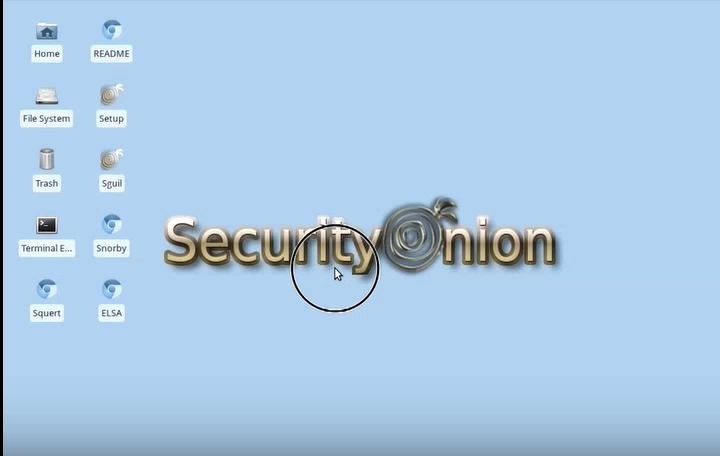 Home
README
File System
Setup
Trash
Sguil
Terminal E...
Snorby
Squert
ELSA
SecurityOnion